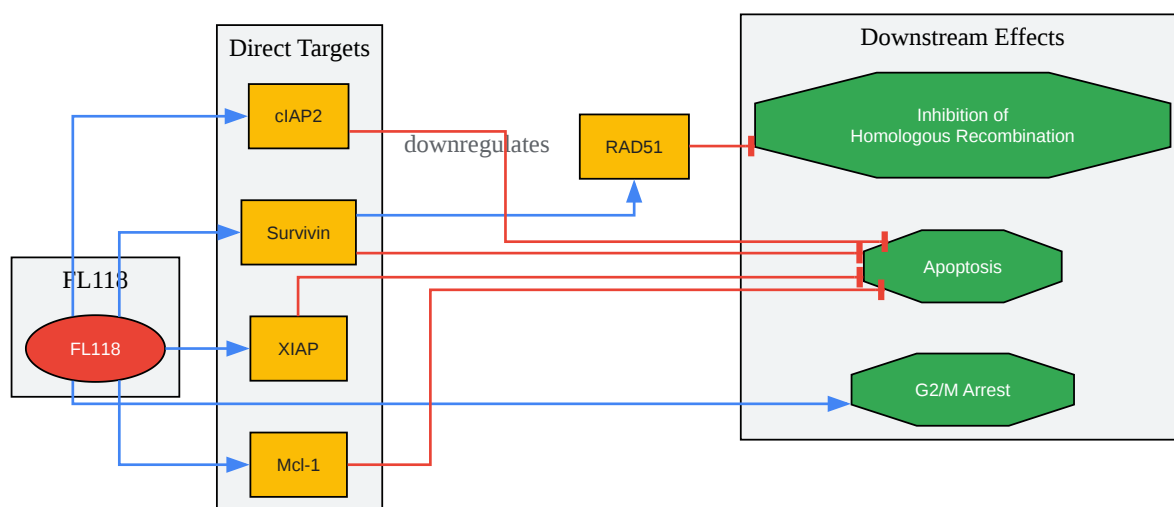 Direct Targets
Downstream Effects
cIAP2
Inhibition of
Homologous Recombination
downregulates
RAD51
Survivin
Apoptosis
FL118
FL118
XIAP
G2/M Arrest
Mcl-1